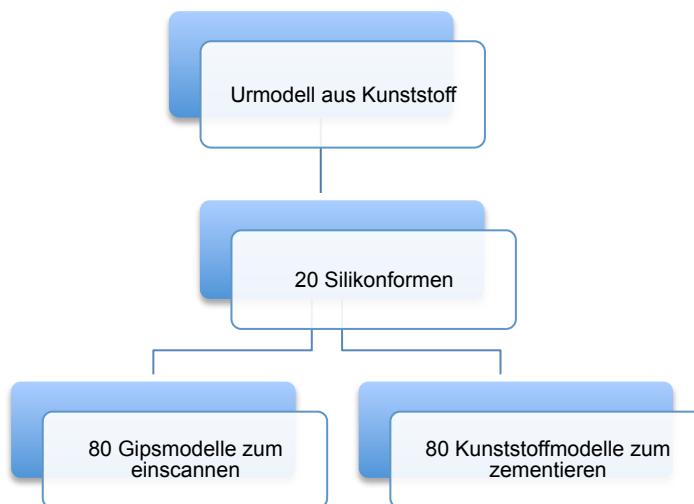 Urmodell aus Kunststoff
20 Silikonformen
80 Gipsmodelle zum
einscannen
80 Kunststoffmodelle zum
zementieren